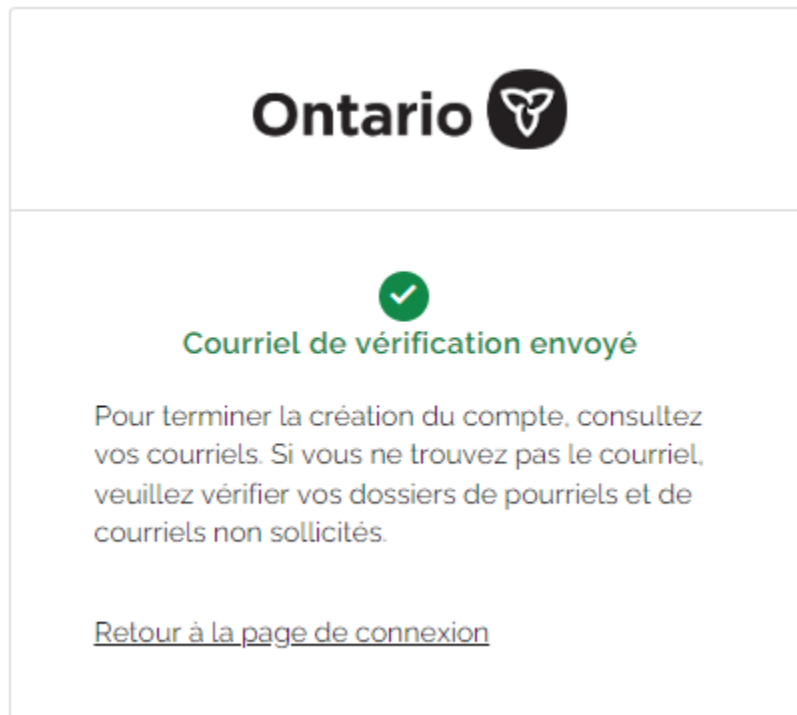 Ontario
Courriel de vérification envoyé
Pour terminer la création du compte, consultez
vos courriels. Si vous ne trouvez pas le courriel,
veuillez vérifier vos dossiers de pourriels et de
courriels non sollicités.
Retour à la page de connexion